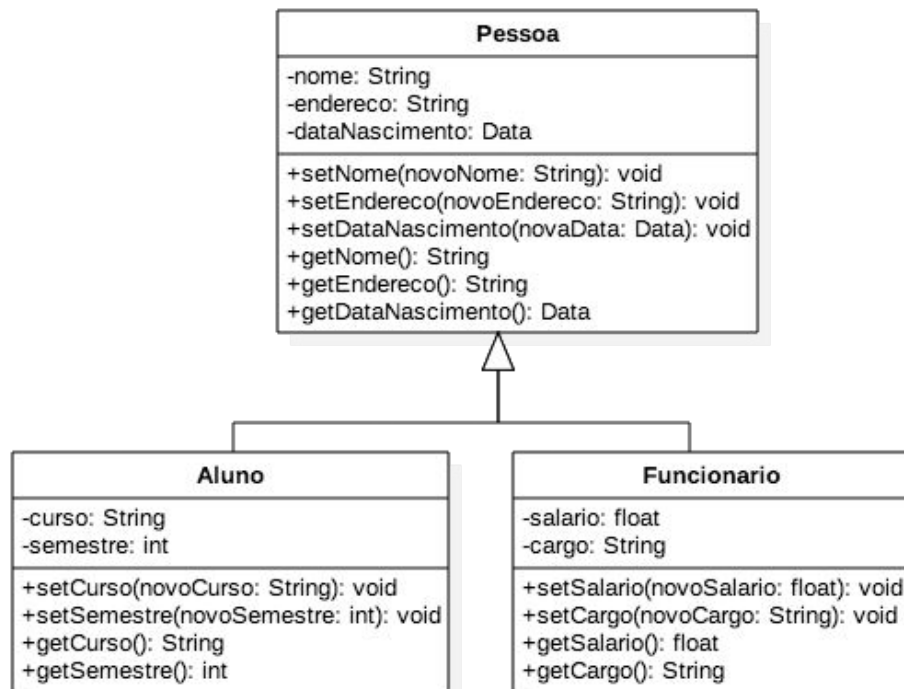 Pessoa
-nome: String
-endereco: String
-dataNascimento: Data
+setNome(novoNome: String): void
+setEndereco(novoEndereco: String): void
+setDataNascimento(novaData: Data): void
+getNome(): String
+getEndereco(): String
+getDataNascimento(): Data
Aluno
-curso: String
-semestre: int
+setCurso(novoCurso: String): void
+setSemestre(novoSemestre: int): void
+getCurso(): String
+getSemestre(): int
Funcionario
-salario: float
-cargo: String
+setSalario(novoSalario: float): void
+setCargo(novoCargo: String): void
+getSalario(): float
+getCargo(): String